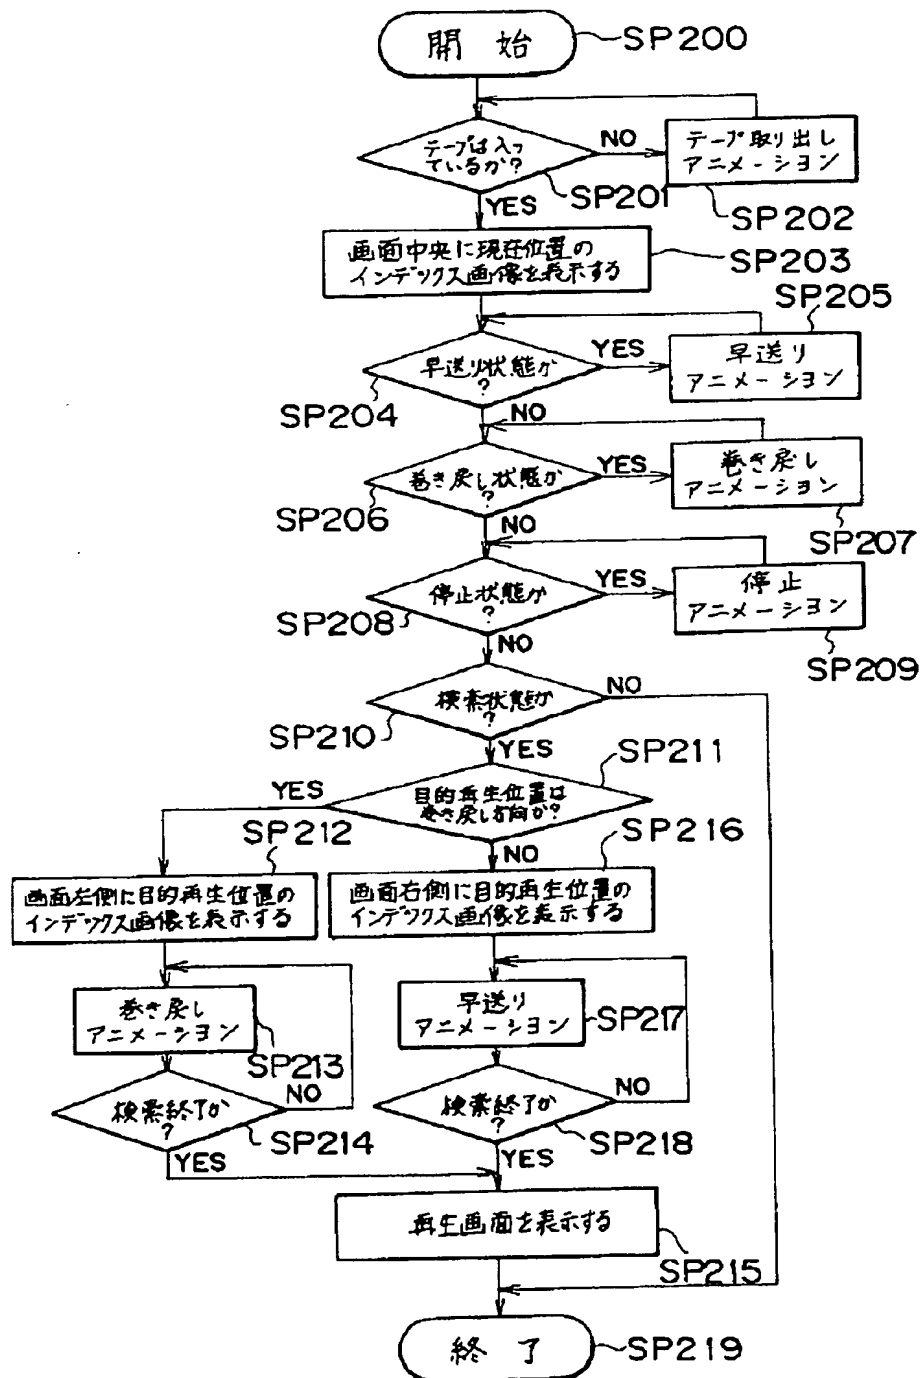 開始
SP200
テープは入っ
ているか?
SP201
NO
テープ取り出し
アニメーション
SP202
YES
画面中央に現在位置の
インデックス画像を表示する
SP203
早送り状態か
?
SP204
YES
SP205
早送り
アニメーション
NO
巻き戻し状態か
?
SP206
YES
巻き戻し
アニメーション
SP207
NO
停止状態か
?
SP208
YES
停止
アニメーション
SP209
NO
検索状態か
?
SP210
NO
YES
目的再生位置は
巻き戻し方向か?
SP211
YES
SP212
画面左側に目的再生位置の
インデックス画像を表示する
NO
SP216
画面右側に目的再生位置の
インデックス画像を表示する
巻き戻し
アニメーション
SP213
早送り
アニメーション
SP217
検索終了か
?
SP214
NO
YES
検索終了か
?
SP218
NO
YES
再生画面を表示する
SP215
終了
SP219